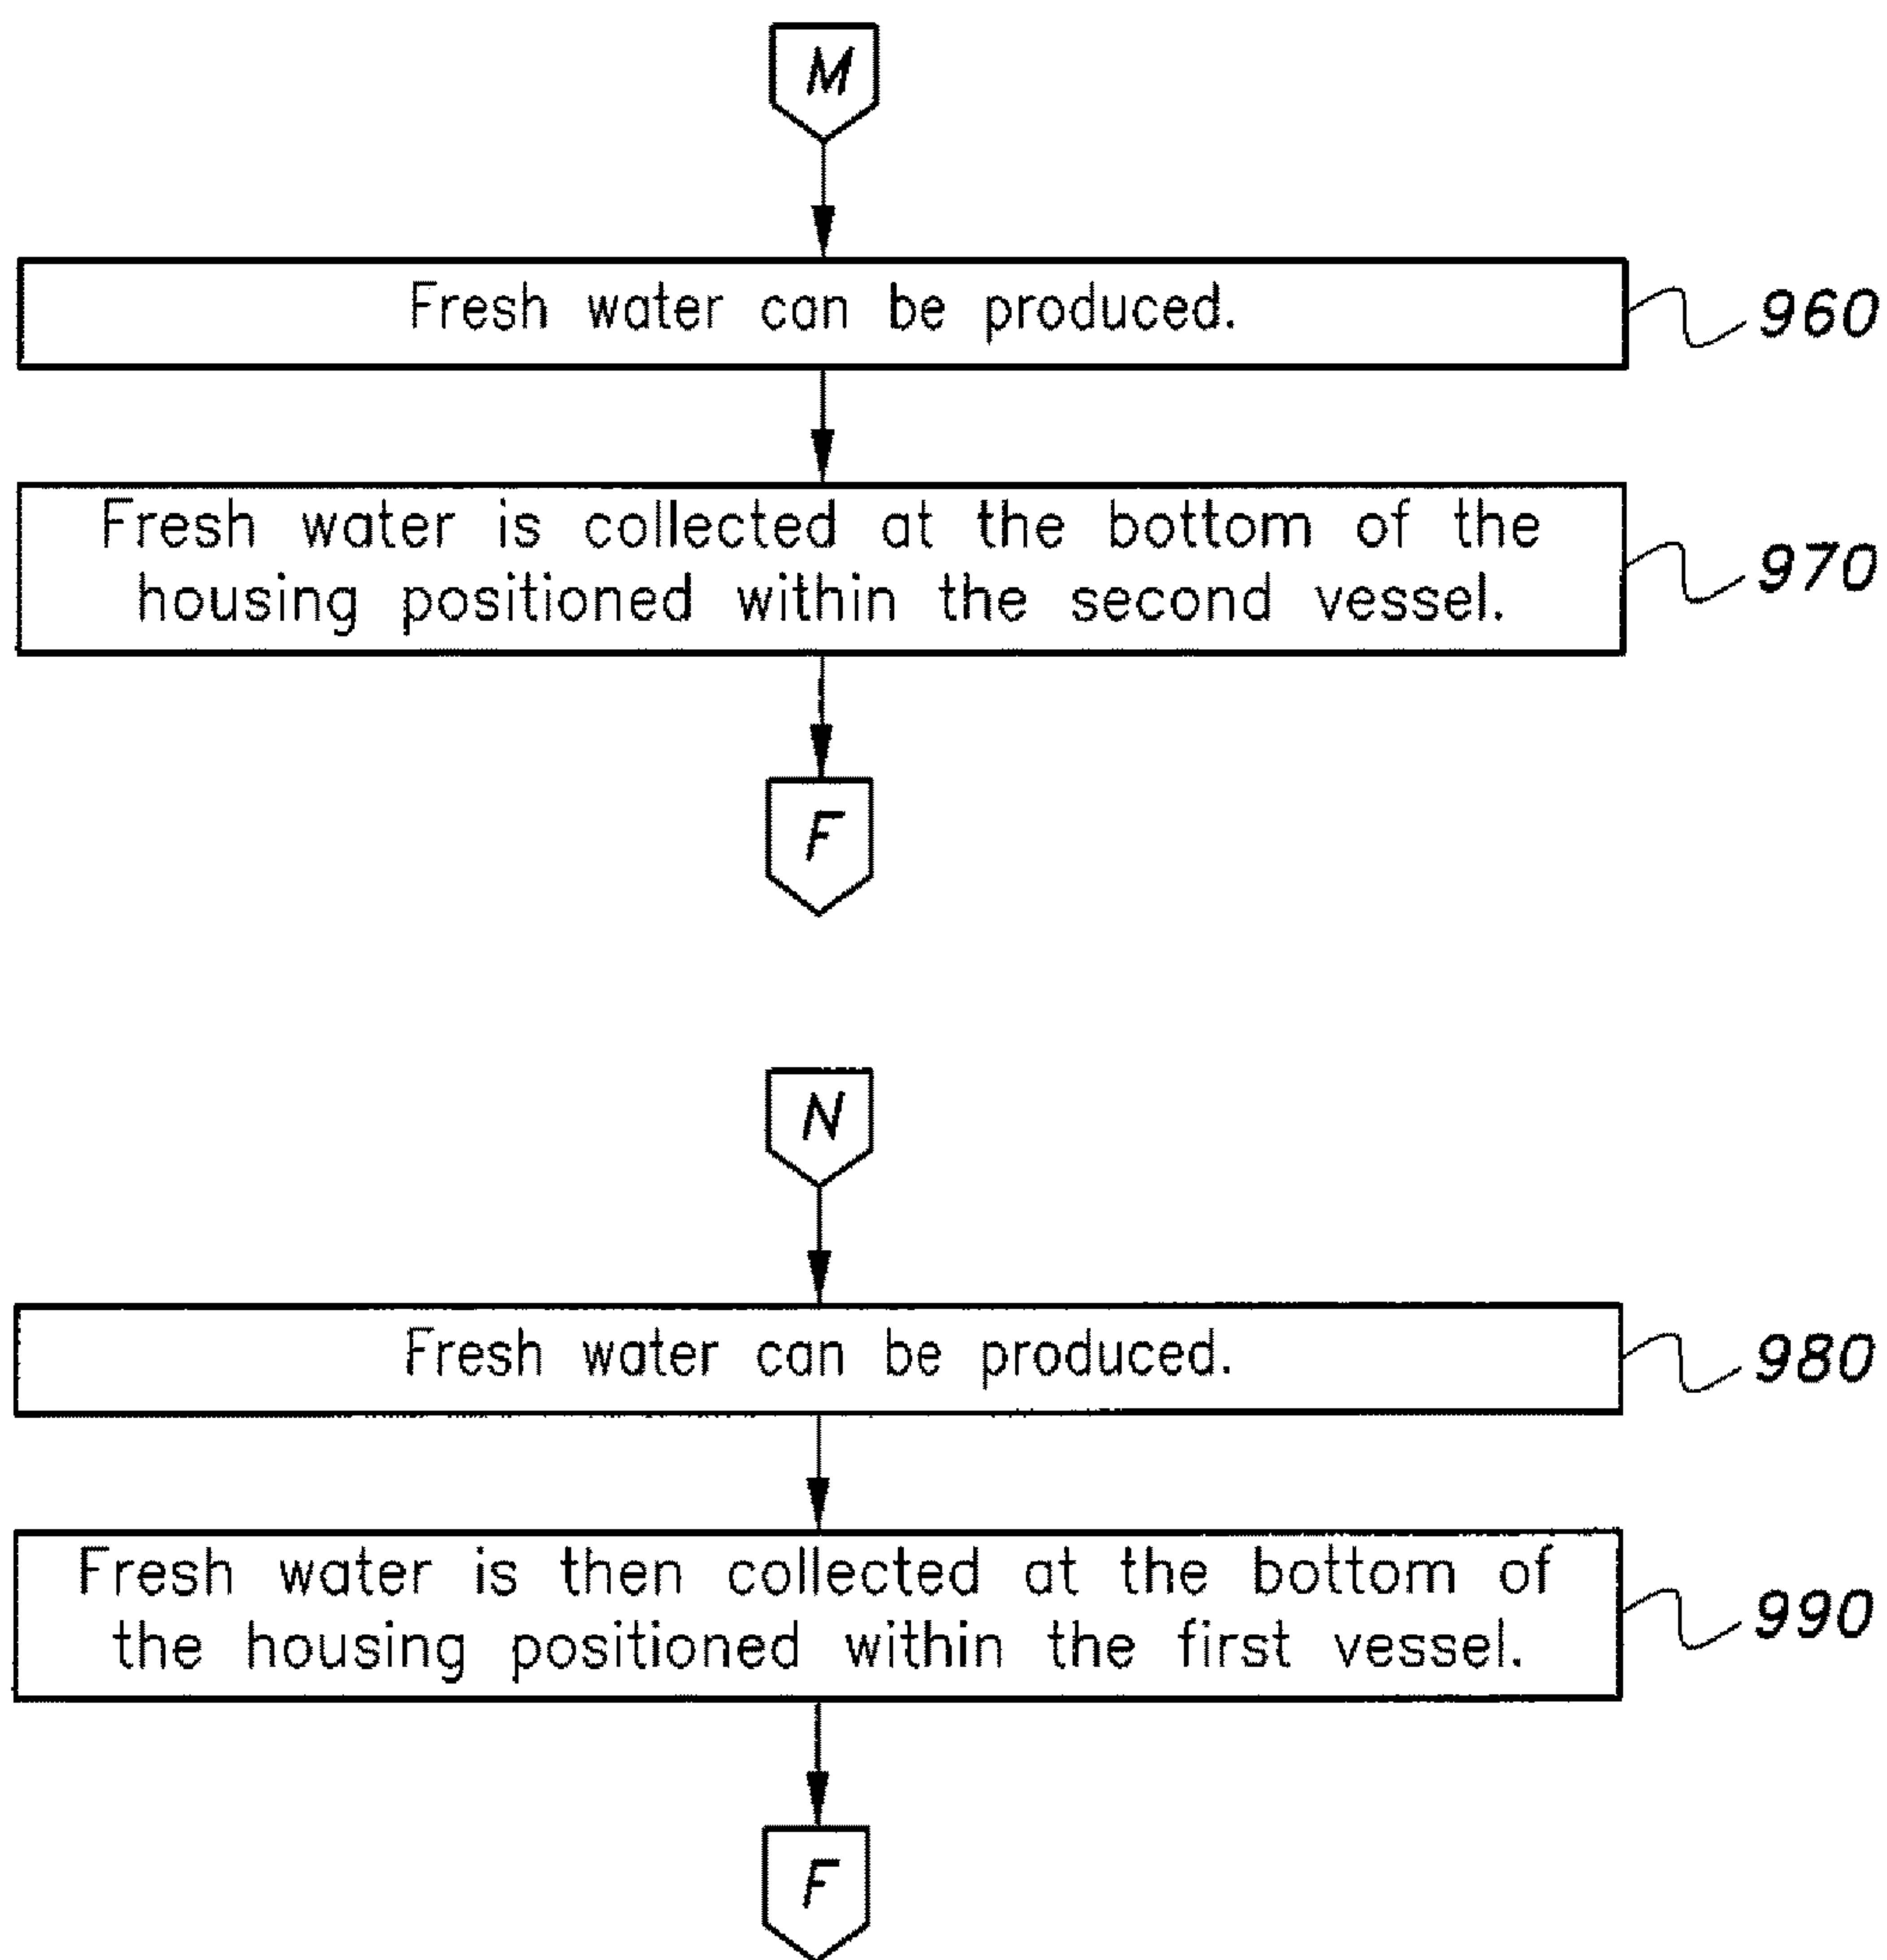 M
Fresh water can be produced.
960
Fresh water is collected at the bottom of the
housing positioned within the second vessel.
970
F
N
Fresh water can be produced.
980
Fresh water is then collected at the bottom of
the housing positioned within the first vessel.
990
F